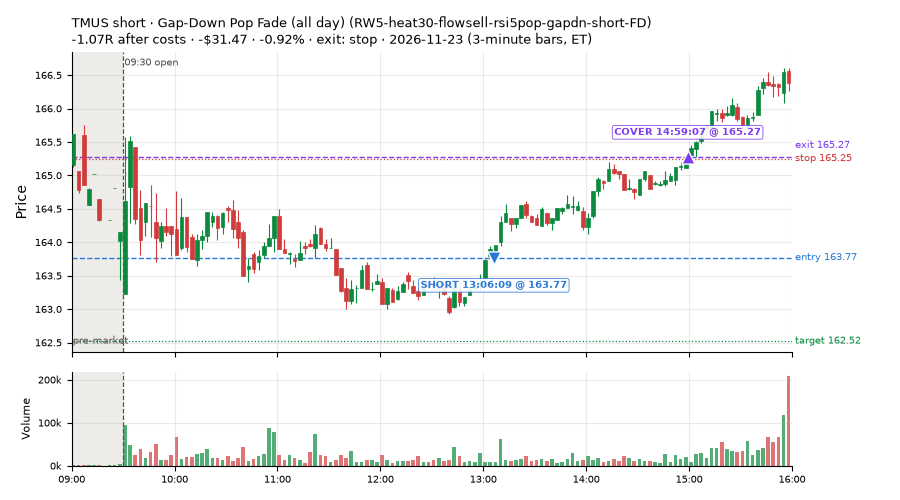 TMUS short · Gap-Down Pop Fade (all day) (RW5-heat30-flowsell-rsi5pop-gapdn-short-FD)
-1.07R after costs · -$31.47 · -0.92% · exit: stop · 2026-11-23 (3-minute bars, ET)
09:30 open
166.5
166.0
165.5
165.0
164.5
164.0
163.5
163.0
162.5
Price
COVER 14:59:07 @ 165.27
exit 165.27
stop 165.25
entry 163.77
SHORT 13:06:09 @ 163.77
pre-market
target 162.52
200k
100k
0k
Volume
09:00
10:00
11:00
12:00
13:00
14:00
15:00
16:00